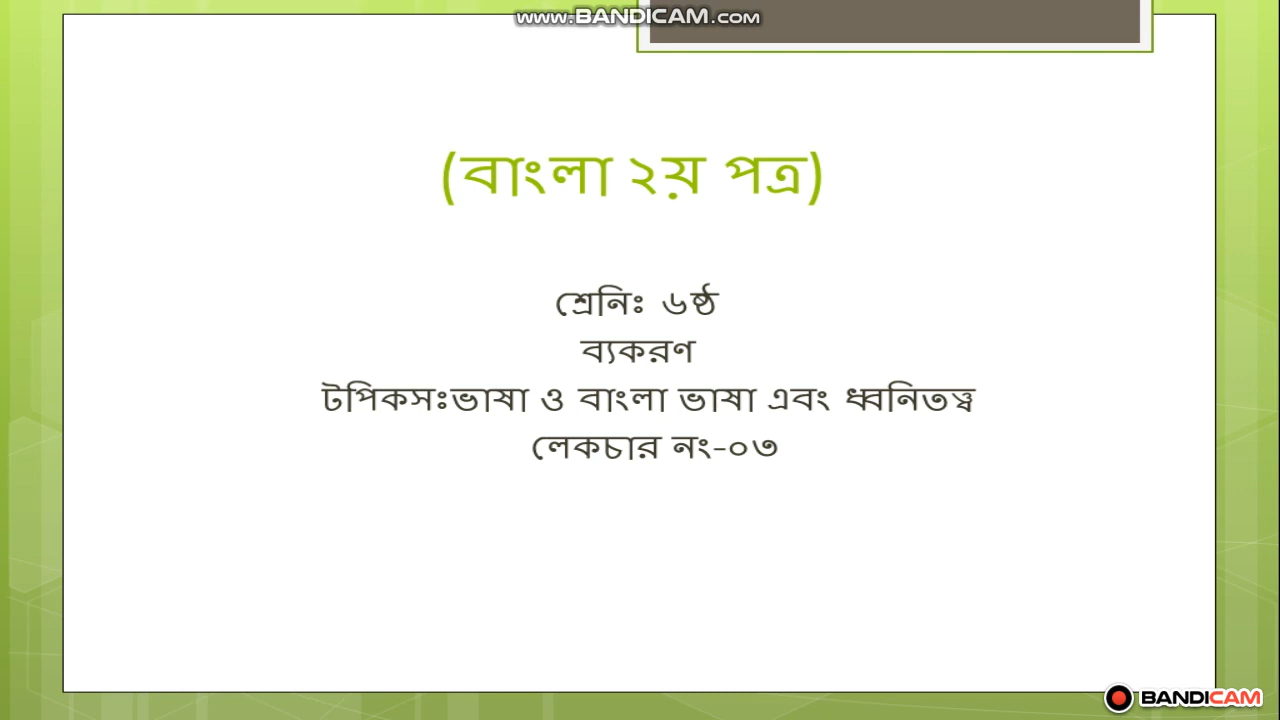 www.BANDICAM.com
(বাংলা ২য় পত্র)
শ্রেনিঃ ৬ষ্ঠ
ব্যকরণ
টপিকসঃভাষা ও বাংলা ভাষা এবং ধ্বনিতত্ত্ব
লেকচার নং-০৩
BANDICAM